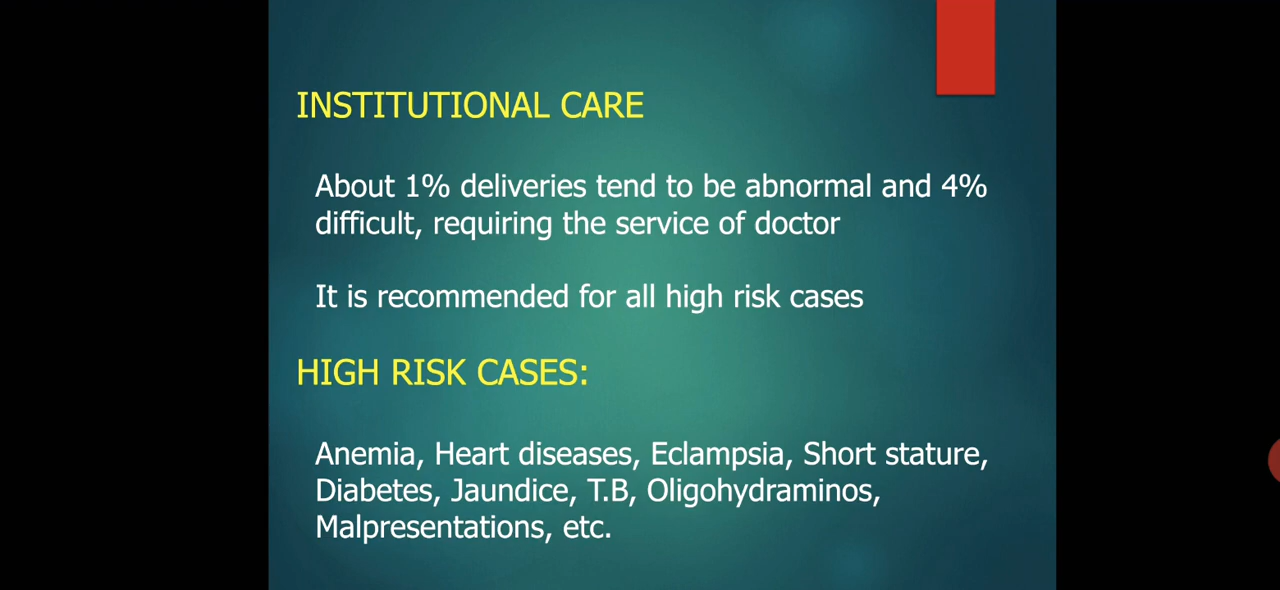 INSTITUTIONAL CARE
About 1% deliveries tend to be abnormal and 4%
difficult, requiring the service of doctor
It is recommended for all high risk cases
HIGH RISK CASES:
Anemia, Heart diseases, Eclampsia, Short stature,
Diabetes, Jaundice, T.B, Oligohydraminos,
Malpresentations, etc.